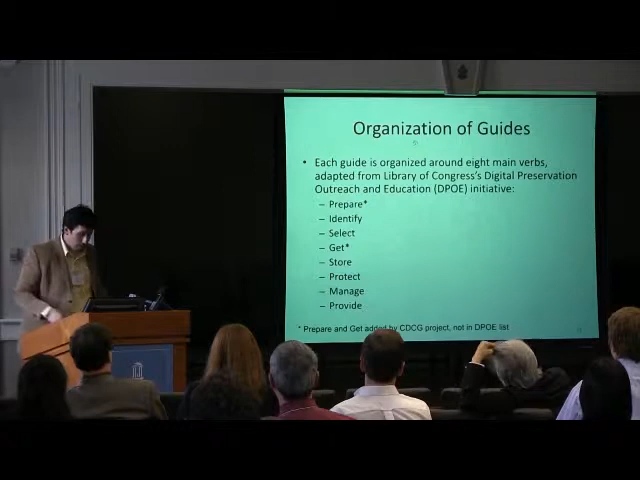 Organization of Guides
• Each guide is organized around eight main verbs,
adapted from Library of Congress's Digital Preservation
Outreach and Education (DPOE) initiative:
– Prepare*
– Identify
– Select
– Get*
– Store
– Protect
– Manage
– Provide
* Prepare and Get added by CDCG project, not in DPOE list